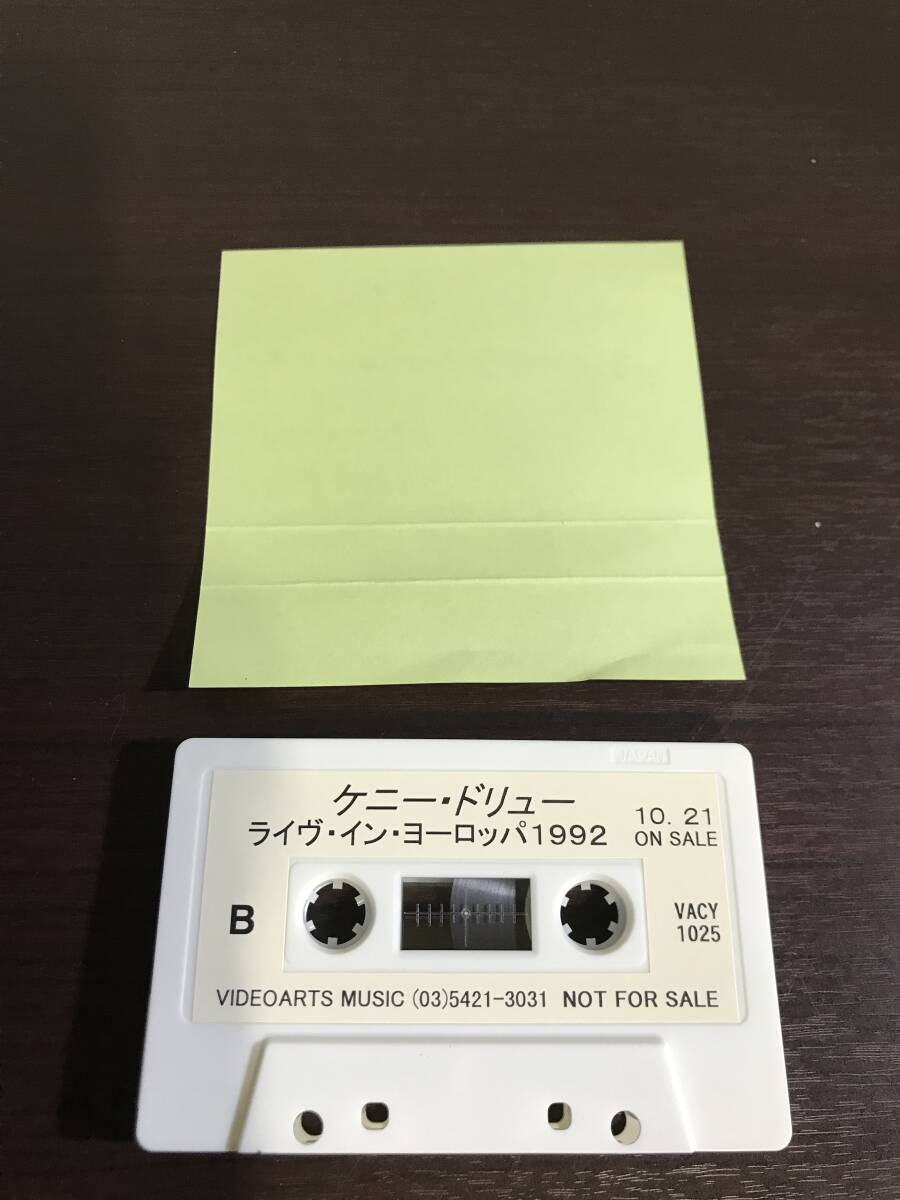 JAPAN
ケニー・ドリュー
ライヴ・イン・ヨーロッパ1992
10. 21
ON SALE
B
VACY
1025
VIDEOARTS MUSIC (03)5421-3031 NOT FOR SALE